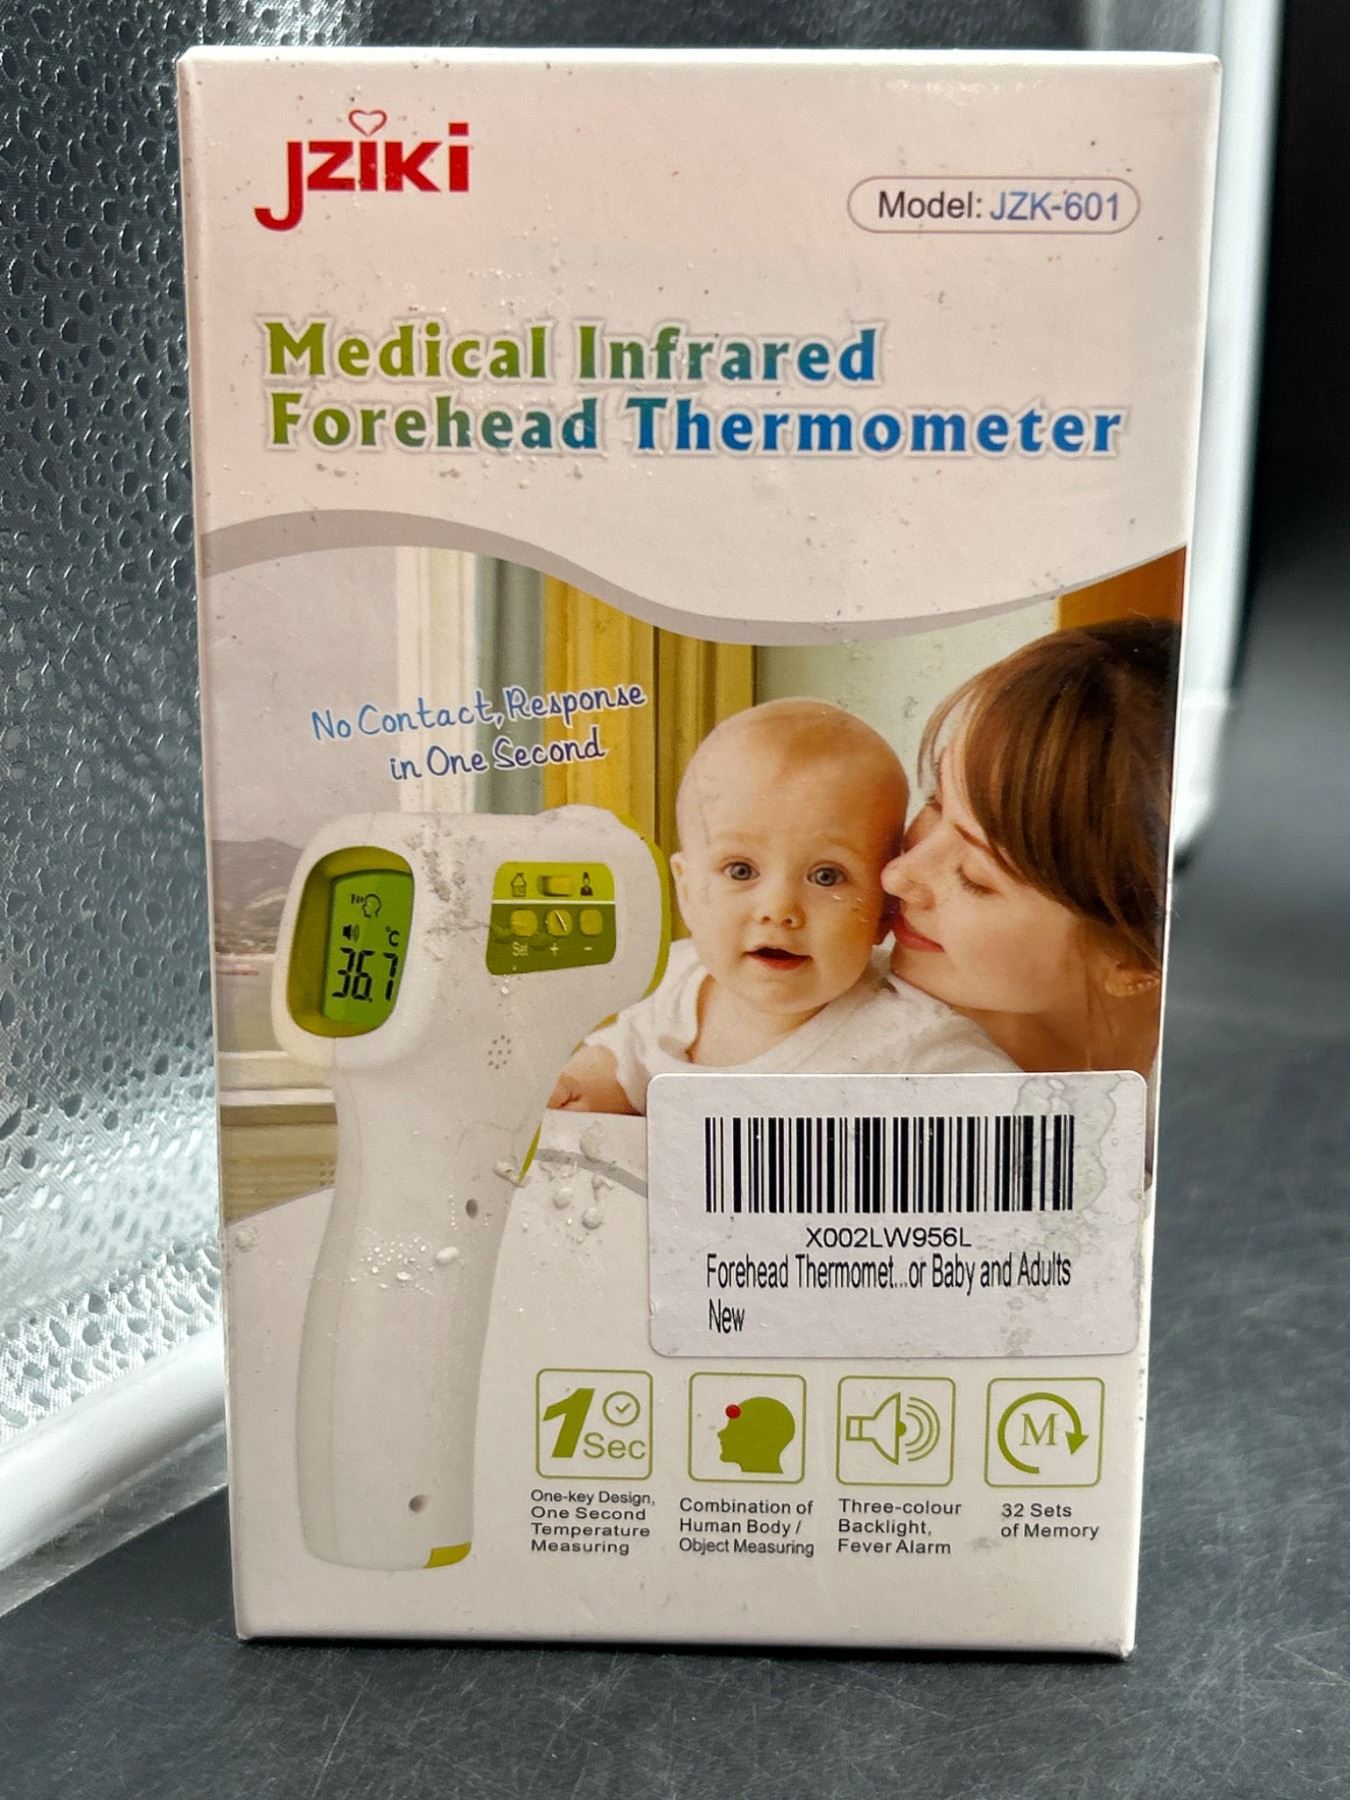 JZIKI
Model: JZK-601
Medical Infrared
Forehead Thermometer
No Contact, Response
in One Second
°C
36.7
Set + -
X002LW956L
Forehead Thermomet...or Baby and Adults
New
1
Sec
M
One-key Design,
One Second
Temperature
Measuring
Combination of
Human Body /
Object Measuring
Three-colour
Backlight,
Fever Alarm
32 Sets
of Memory